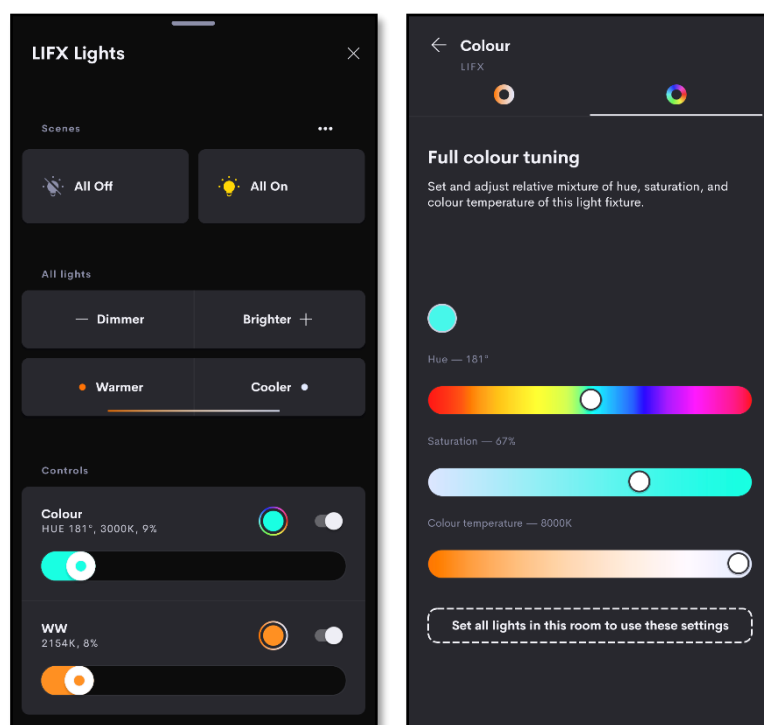 LIFX Lights
Scenes
All Off
All On
All lights
Dimmer
Brighter
Warmer
Cooler
Controls
Colour
HUE 181°, 3000K, 9%
WW
2154K, 8%
Colour
LIFX
Full colour tuning
Set and adjust relative mixture of hue, saturation, and
colour temperature of this light fixture.
Hue — 181°
Saturation — 67%
Colour temperature — 8000K
Set all lights in this room to use these settings